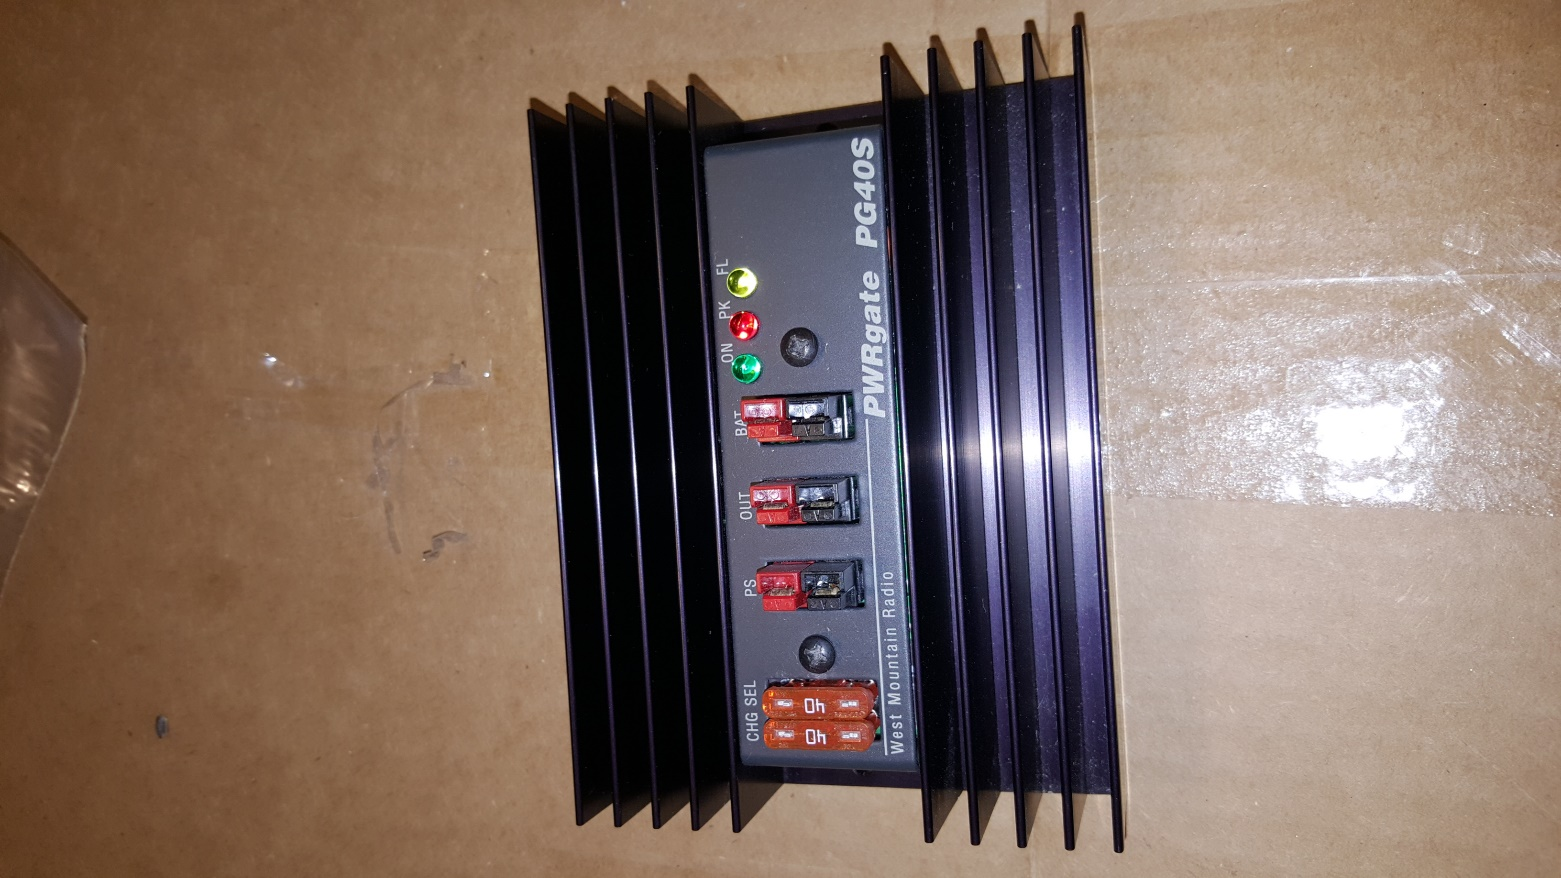 CHG SEL
PS
OUT
BAT
ON
PK
FL
40
40
West Mountain Radio
PWRgate PG40S